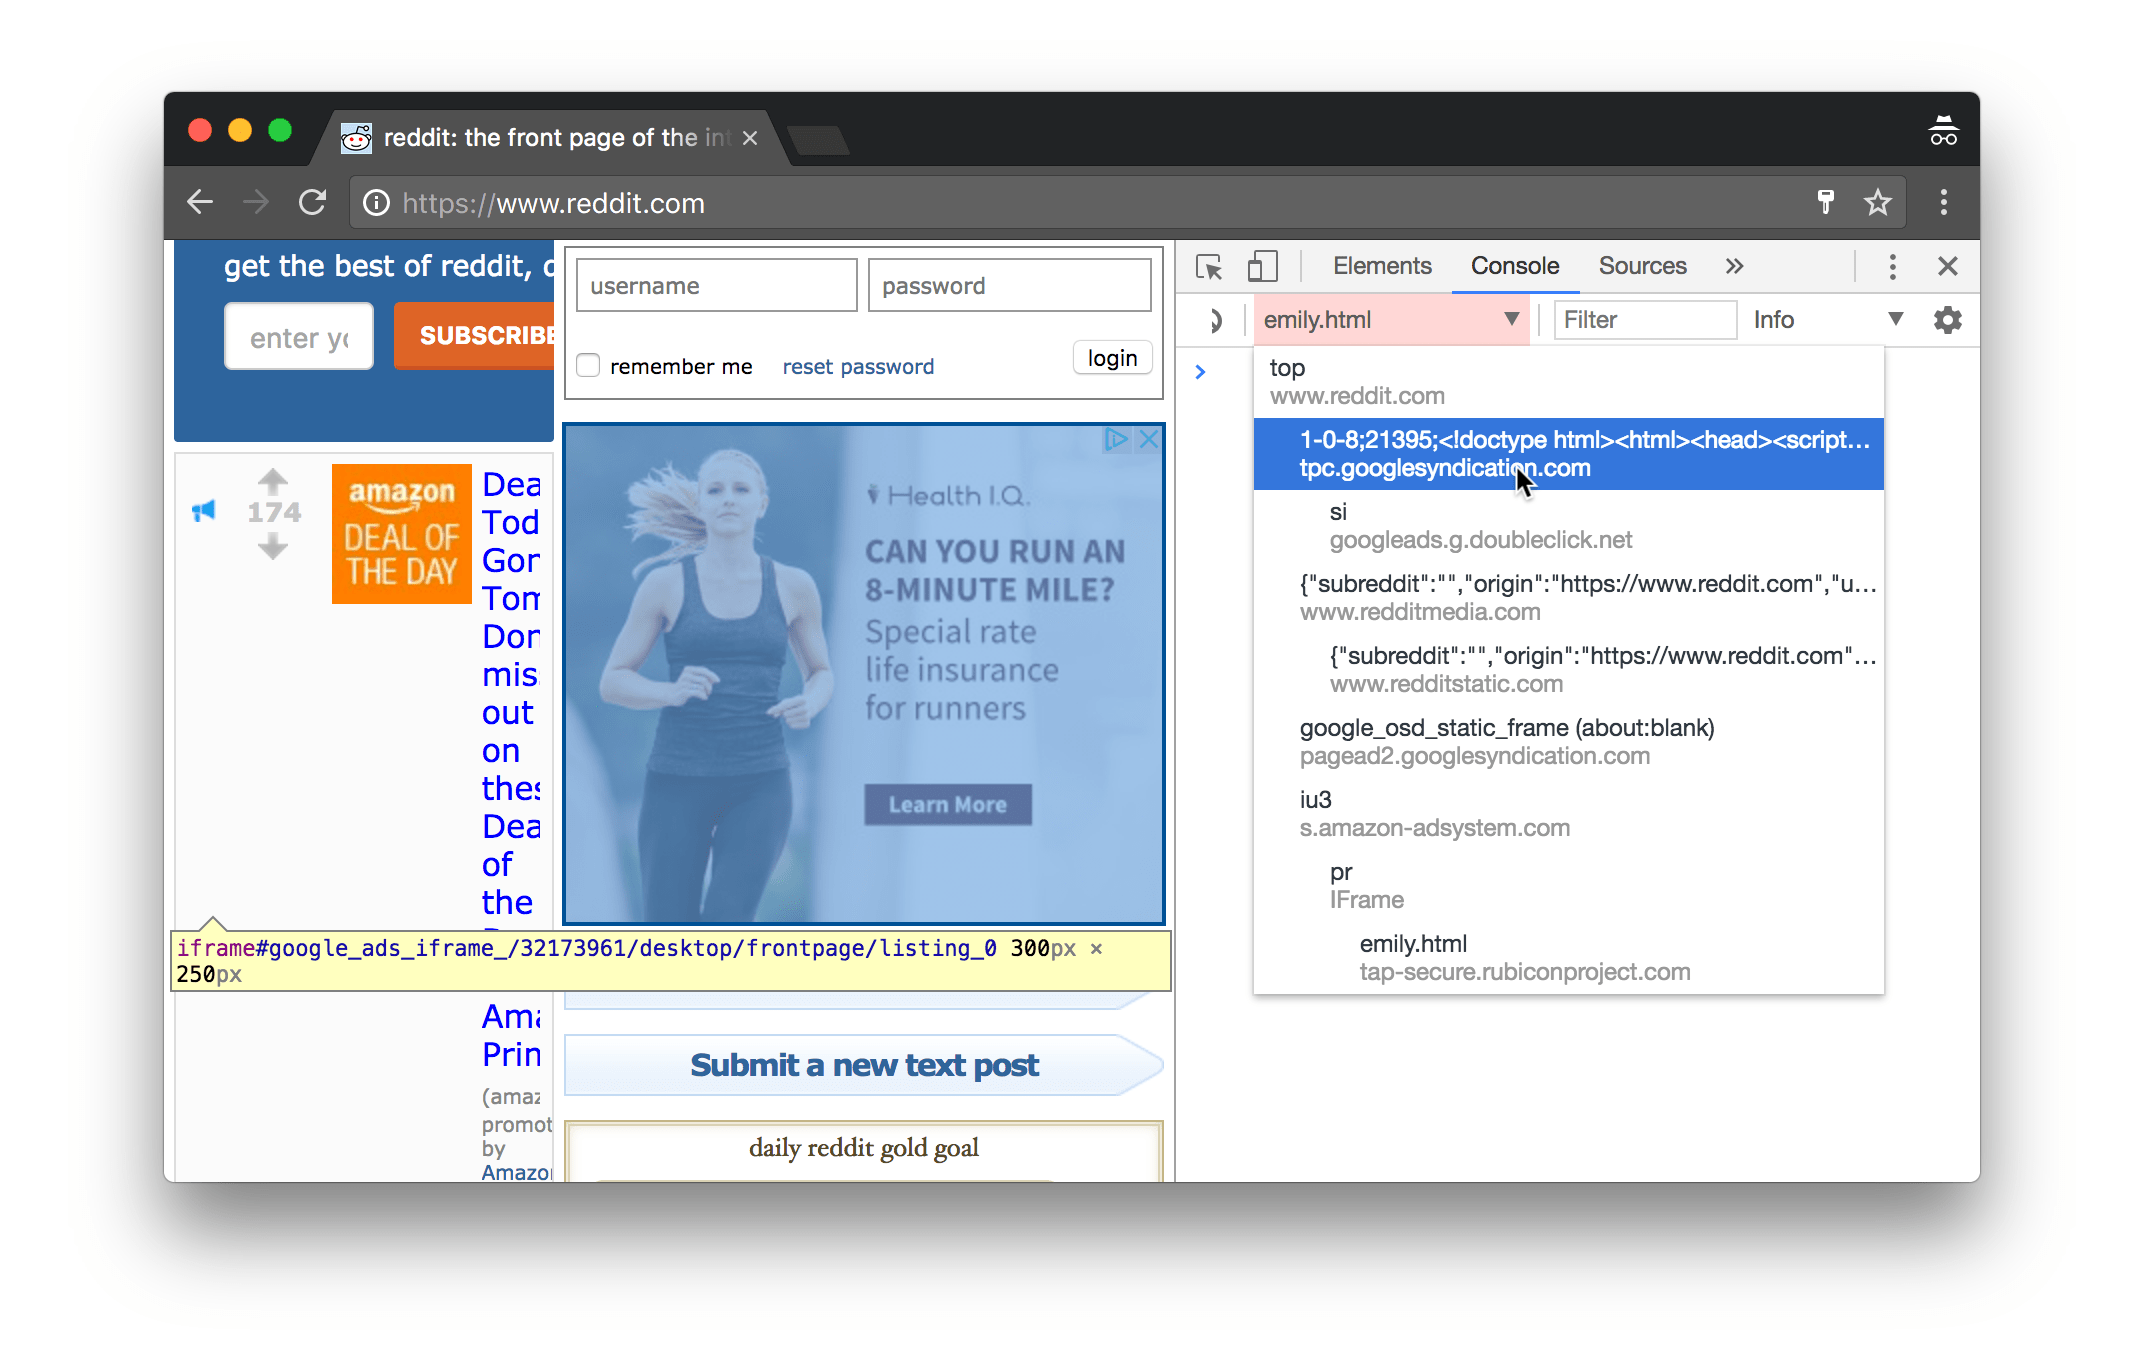 reddit: the front page of the int
https://www.reddit.com
get the best of reddit, d
enter yo
SUBSCRIBE
username
password
remember me
reset password
login
174
amazon
DEAL OF
THE DAY
Dea
Tod
Gon
Tom
Don
mis
out
on
thes
Dea
of
the
Ama
Prin
(amaz
promot
by
Amazon
Health I.Q.
CAN YOU RUN AN
8-MINUTE MILE?
Special rate
life insurance
for runners
Learn More
iframe#google_ads_iframe_/32173961/desktop/frontpage/listing_0 300px ×
250px
Submit a new text post
daily reddit gold goal
Elements
Console
Sources
»
emily.html
Filter
Info
top
www.reddit.com
1-0-8;21395;<!doctype html><html><head><script...
tpc.googlesyndication.com
si
googleads.g.doubleclick.net
{"subreddit":"","origin":"https://www.reddit.com","u...
www.redditmedia.com
{"subreddit":"","origin":"https://www.reddit.com"...
www.redditstatic.com
google_osd_static_frame (about:blank)
pagead2.googlesyndication.com
iu3
s.amazon-adsystem.com
pr
IFrame
emily.html
tap-secure.rubiconproject.com